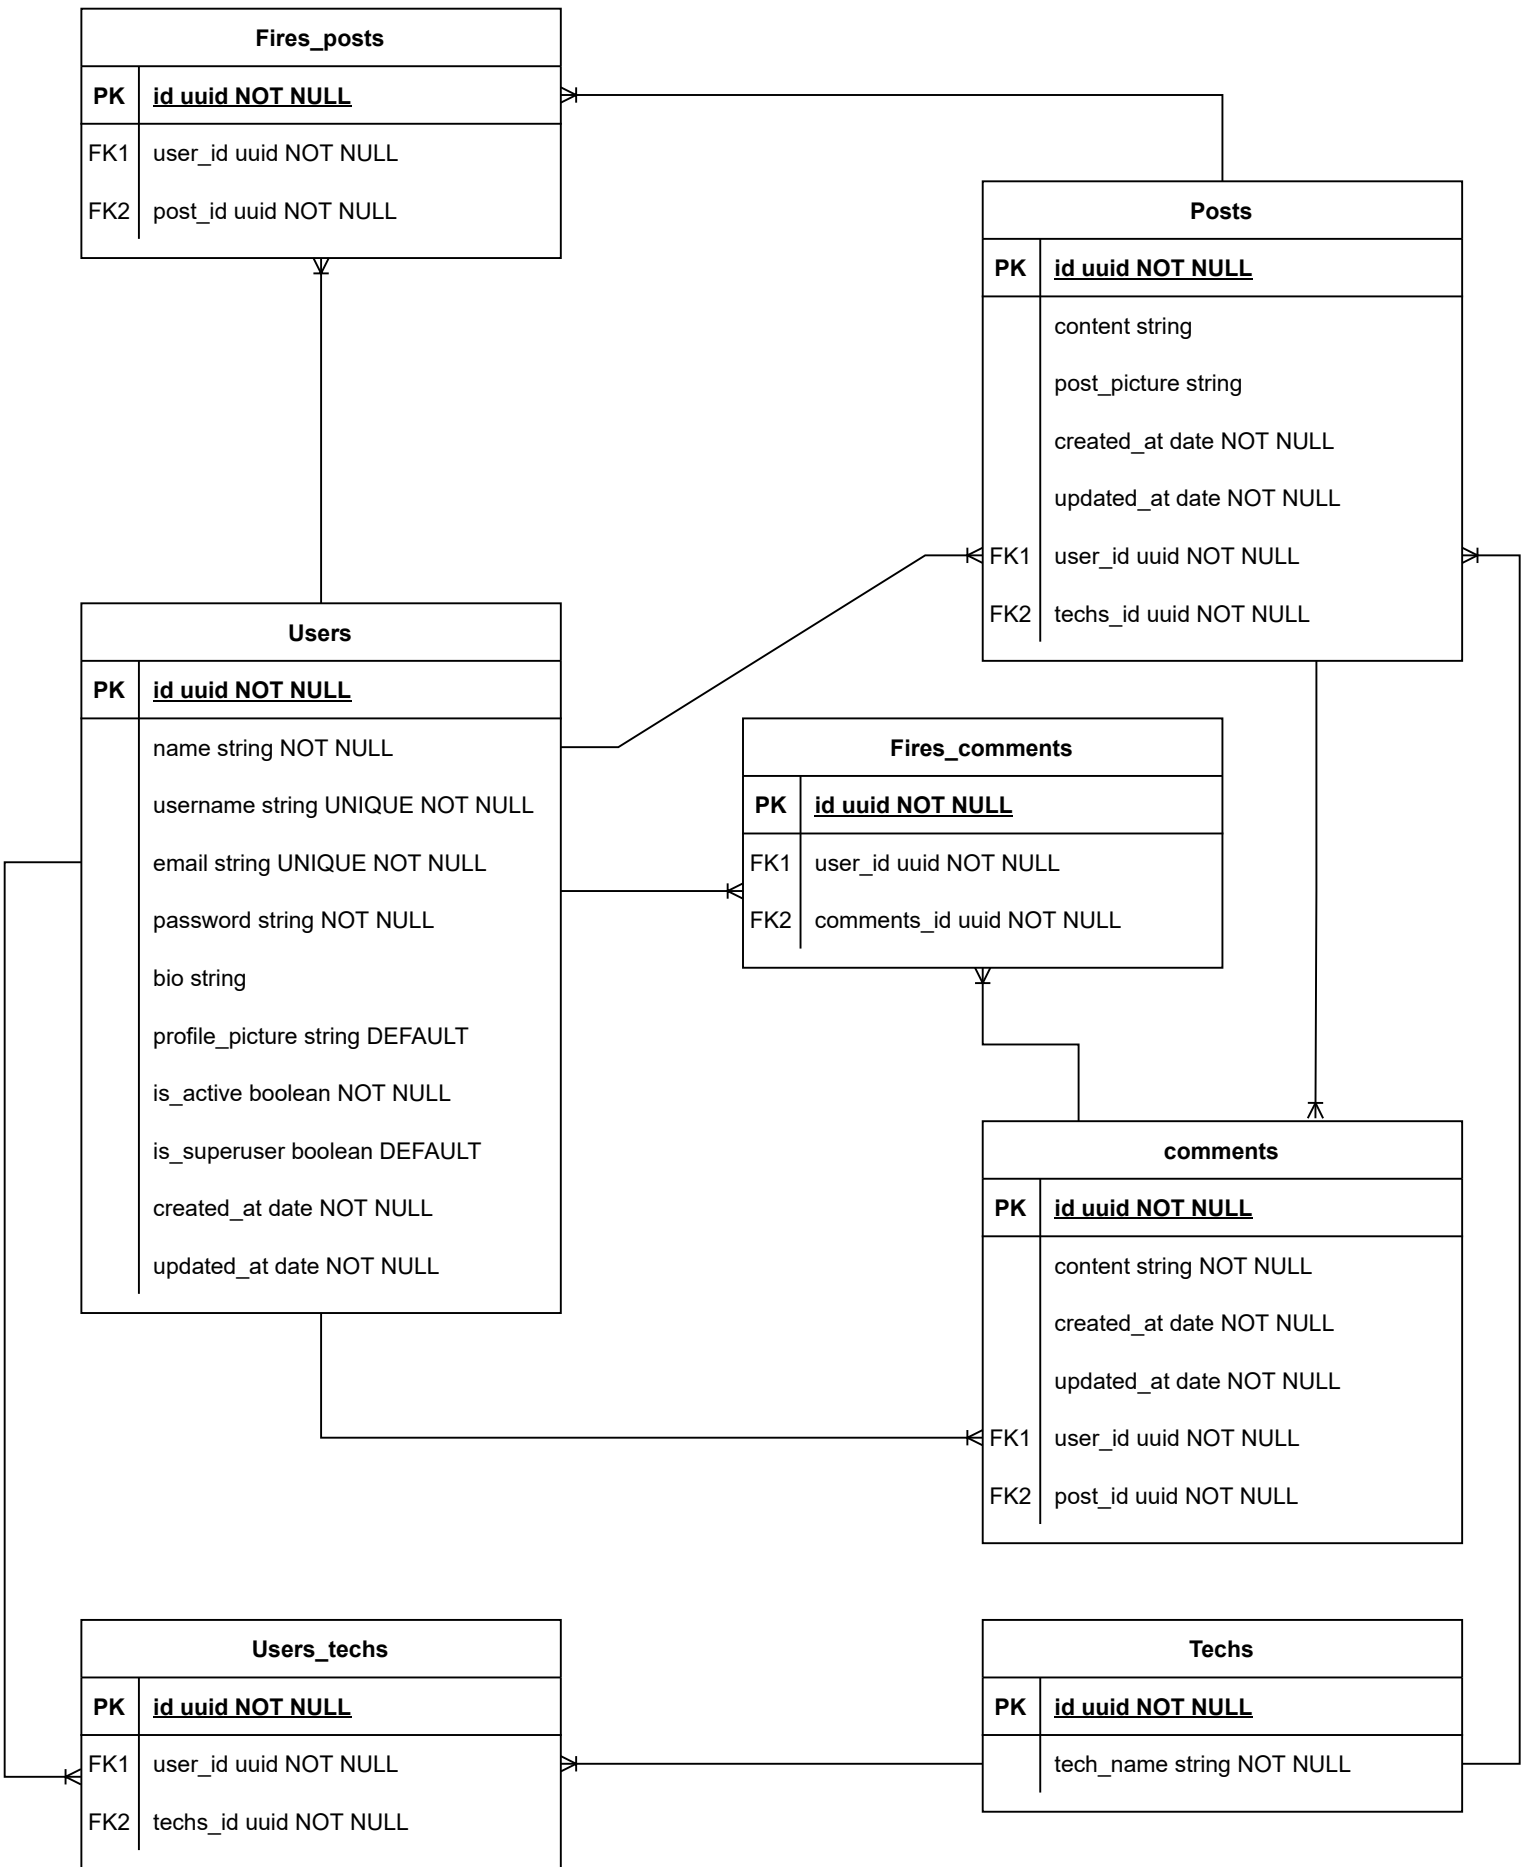 Fires_posts
PK id uuid NOT NULL
FK1 user_id uuid NOT NULL
FK2 post_id uuid NOT NULL
Posts
PK id uuid NOT NULL
content string
post_picture string
created_at date NOT NULL
updated_at date NOT NULL
FK1 user_id uuid NOT NULL
FK2 techs_id uuid NOT NULL
Users
PK id uuid NOT NULL
name string NOT NULL
username string UNIQUE NOT NULL
email string UNIQUE NOT NULL
password string NOT NULL
bio string
profile_picture string DEFAULT
is_active boolean NOT NULL
is_superuser boolean DEFAULT
created_at date NOT NULL
updated_at date NOT NULL
Fires_comments
PK id uuid NOT NULL
FK1 user_id uuid NOT NULL
FK2 comments_id uuid NOT NULL
comments
PK id uuid NOT NULL
content string NOT NULL
created_at date NOT NULL
updated_at date NOT NULL
FK1 user_id uuid NOT NULL
FK2 post_id uuid NOT NULL
Users_techs
PK id uuid NOT NULL
FK1 user_id uuid NOT NULL
FK2 techs_id uuid NOT NULL
Techs
PK id uuid NOT NULL
tech_name string NOT NULL